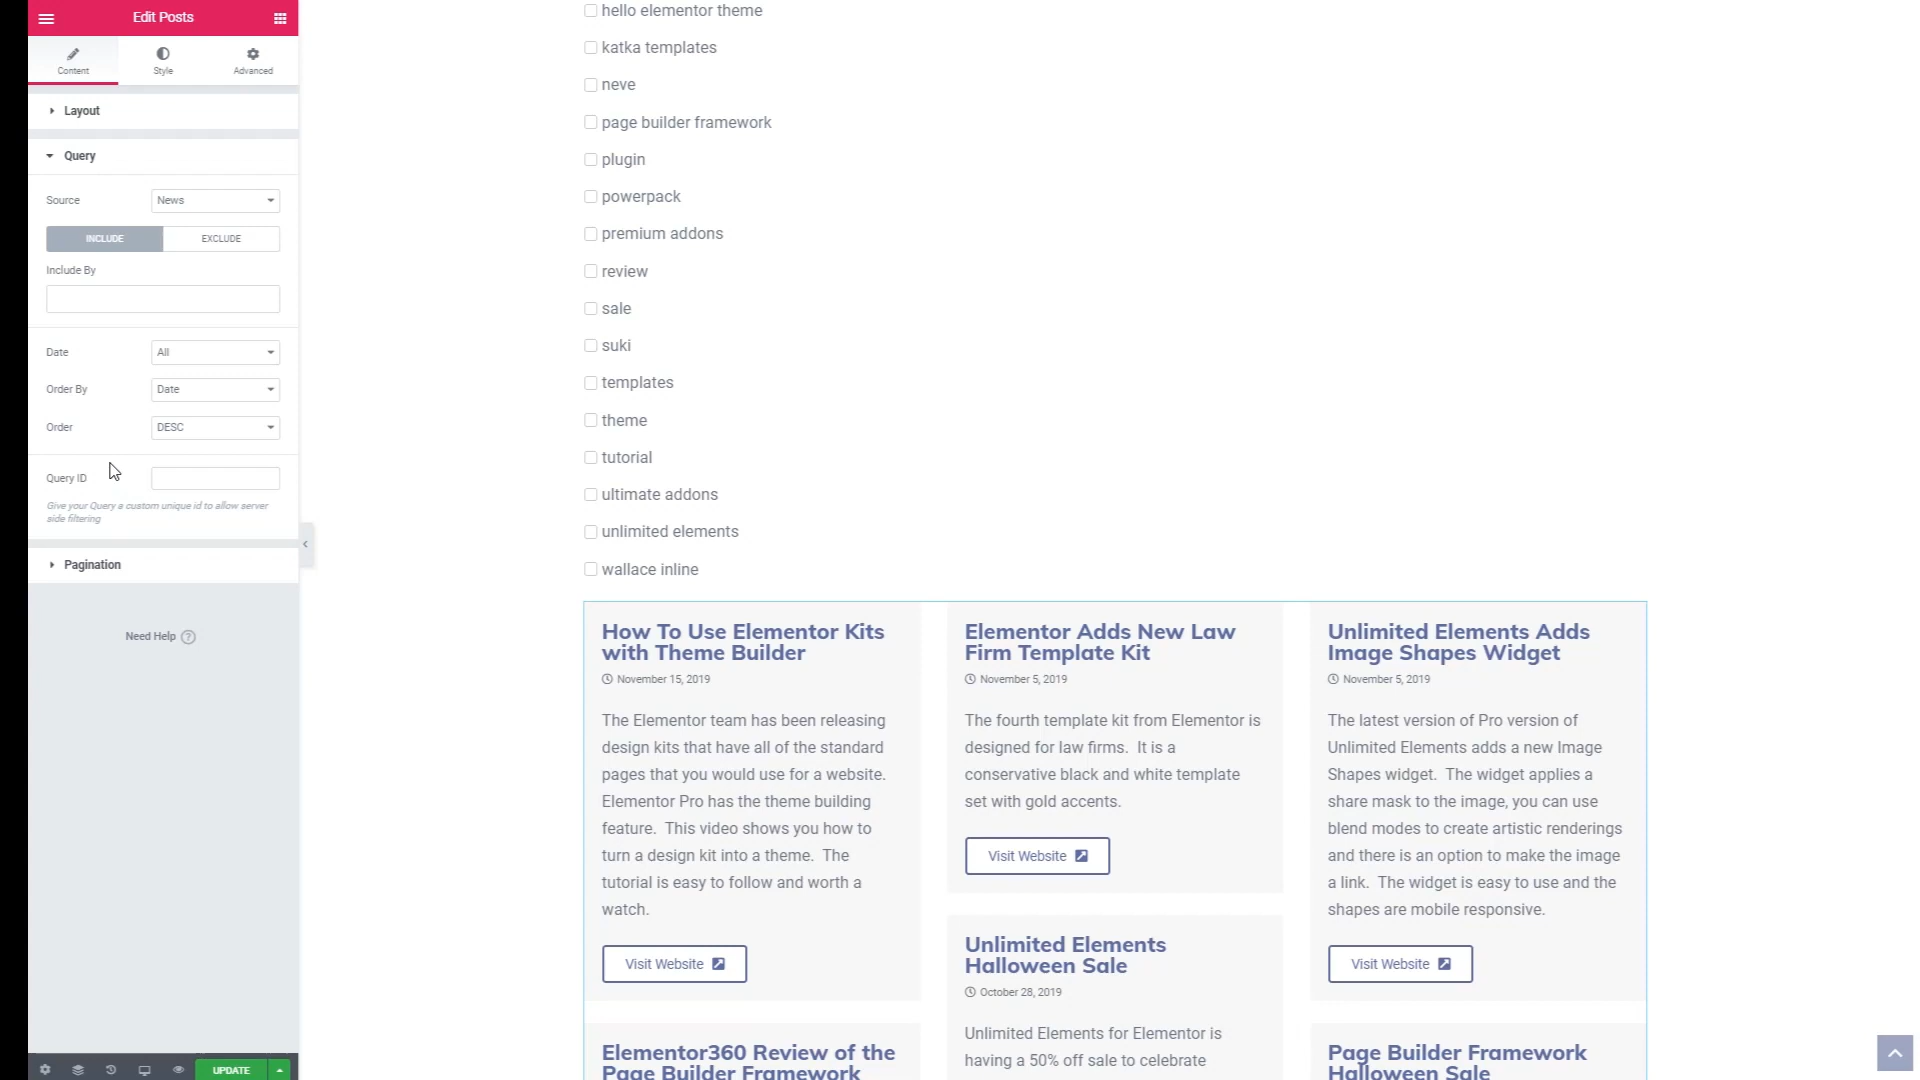 Edit Posts
Content
Style
Advanced
Layout
Query
Source
News
INCLUDE
EXCLUDE
Include By
Date
All
Order By
Date
Order
DESC
Query ID
Give your Query a custom unique id to allow server
side filtering
Pagination
Need Help ?
UPDATE
hello elementor theme
katka templates
neve
page builder framework
plugin
powerpack
premium addons
review
sale
suki
templates
theme
tutorial
ultimate addons
unlimited elements
wallace inline
How To Use Elementor Kits
with Theme Builder
November 15, 2019
The Elementor team has been releasing
design kits that have all of the standard
pages that you would use for a website.
Elementor Pro has the theme building
feature.  This video shows you how to
turn a design kit into a theme.  The
tutorial is easy to follow and worth a
watch.
Visit Website
Elementor360 Review of the
Page Builder Framework
Elementor Adds New Law
Firm Template Kit
November 5, 2019
The fourth template kit from Elementor is
designed for law firms.  It is a
conservative black and white template
set with gold accents.
Visit Website
Unlimited Elements
Halloween Sale
October 28, 2019
Unlimited Elements for Elementor is
having a 50% off sale to celebrate
Unlimited Elements Adds
Image Shapes Widget
November 5, 2019
The latest version of Pro version of
Unlimited Elements adds a new Image
Shapes widget.  The widget applies a
share mask to the image, you can use
blend modes to create artistic renderings
and there is an option to make the image
a link.  The widget is easy to use and the
shapes are mobile responsive.
Visit Website
Page Builder Framework
Halloween Sale